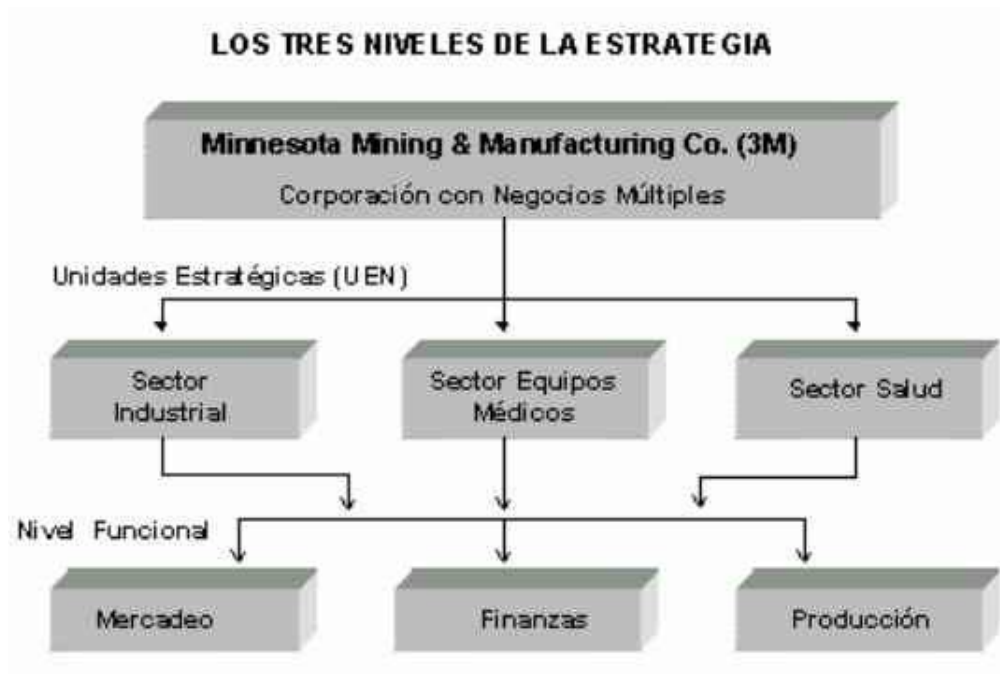 LOS TRES NIVELES DE LA ESTRATEGIA
Minnesota Mining & Manufacturing Co. (3M)
Corporación con Negocios Múltiples
Unidades Estratégicas (UEN)
Sector
Industrial
Sector Equipos
Médicos
Sector Salud
Nivel Funcional
Mercadeo
Finanzas
Producción